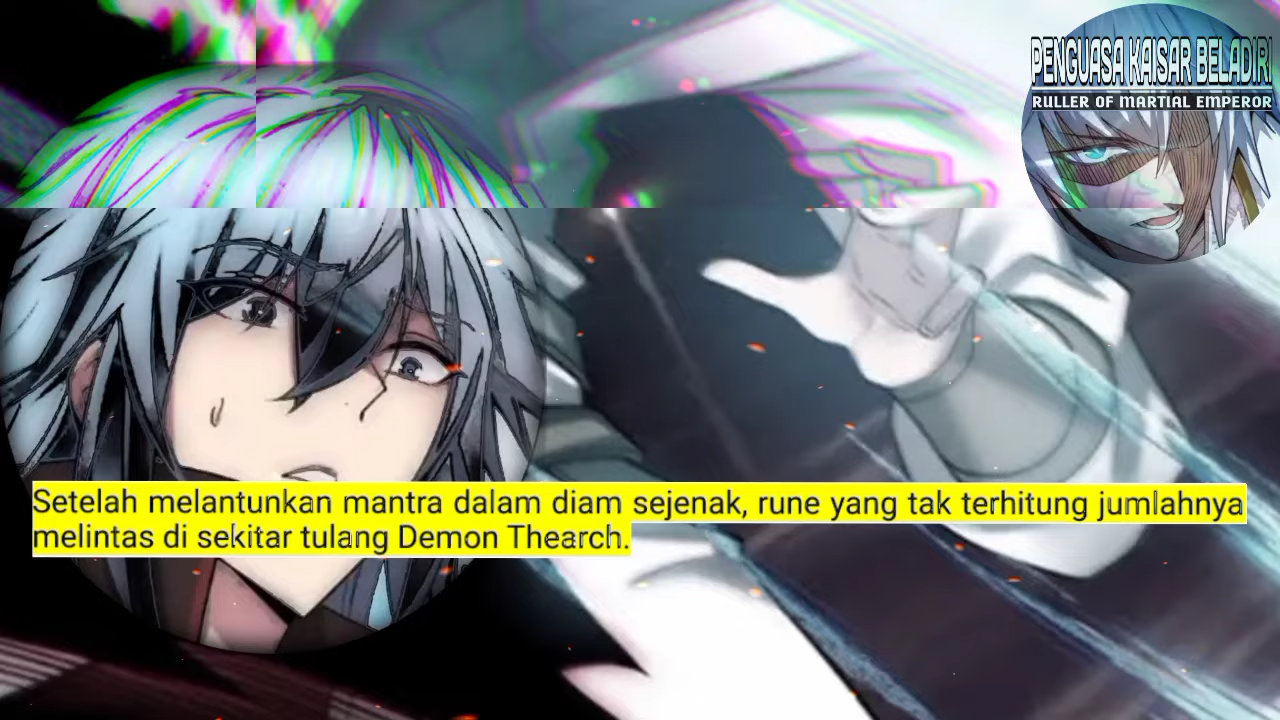 PENGUASA KAISAR BELADIRI
RULLER OF MARTIAL EMPEROR
Setelah melantunkan mantra dalam diam sejenak, rune yang tak terhitung jumlahnya
melintas di sekitar tulang Demon Thearch.